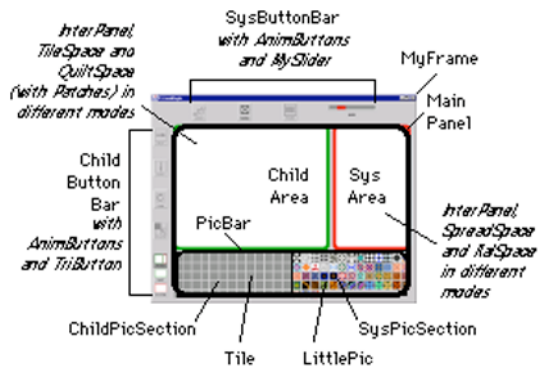 InterPanel,
TileSpace and
QuiltSpace
(with Patches) in
different modes
SysButtonBar
with AnimButtons
and MySlider
MyFrame
Main
Panel
Child
Button
Bar
with
AnimButtons
and TriButton
Child
Area
Sys
Area
PicBar
InterPanel,
SpreadSpace
and RatSpace
in different
modes
ChildPicSection
SysPicSection
Tile
LittlePic